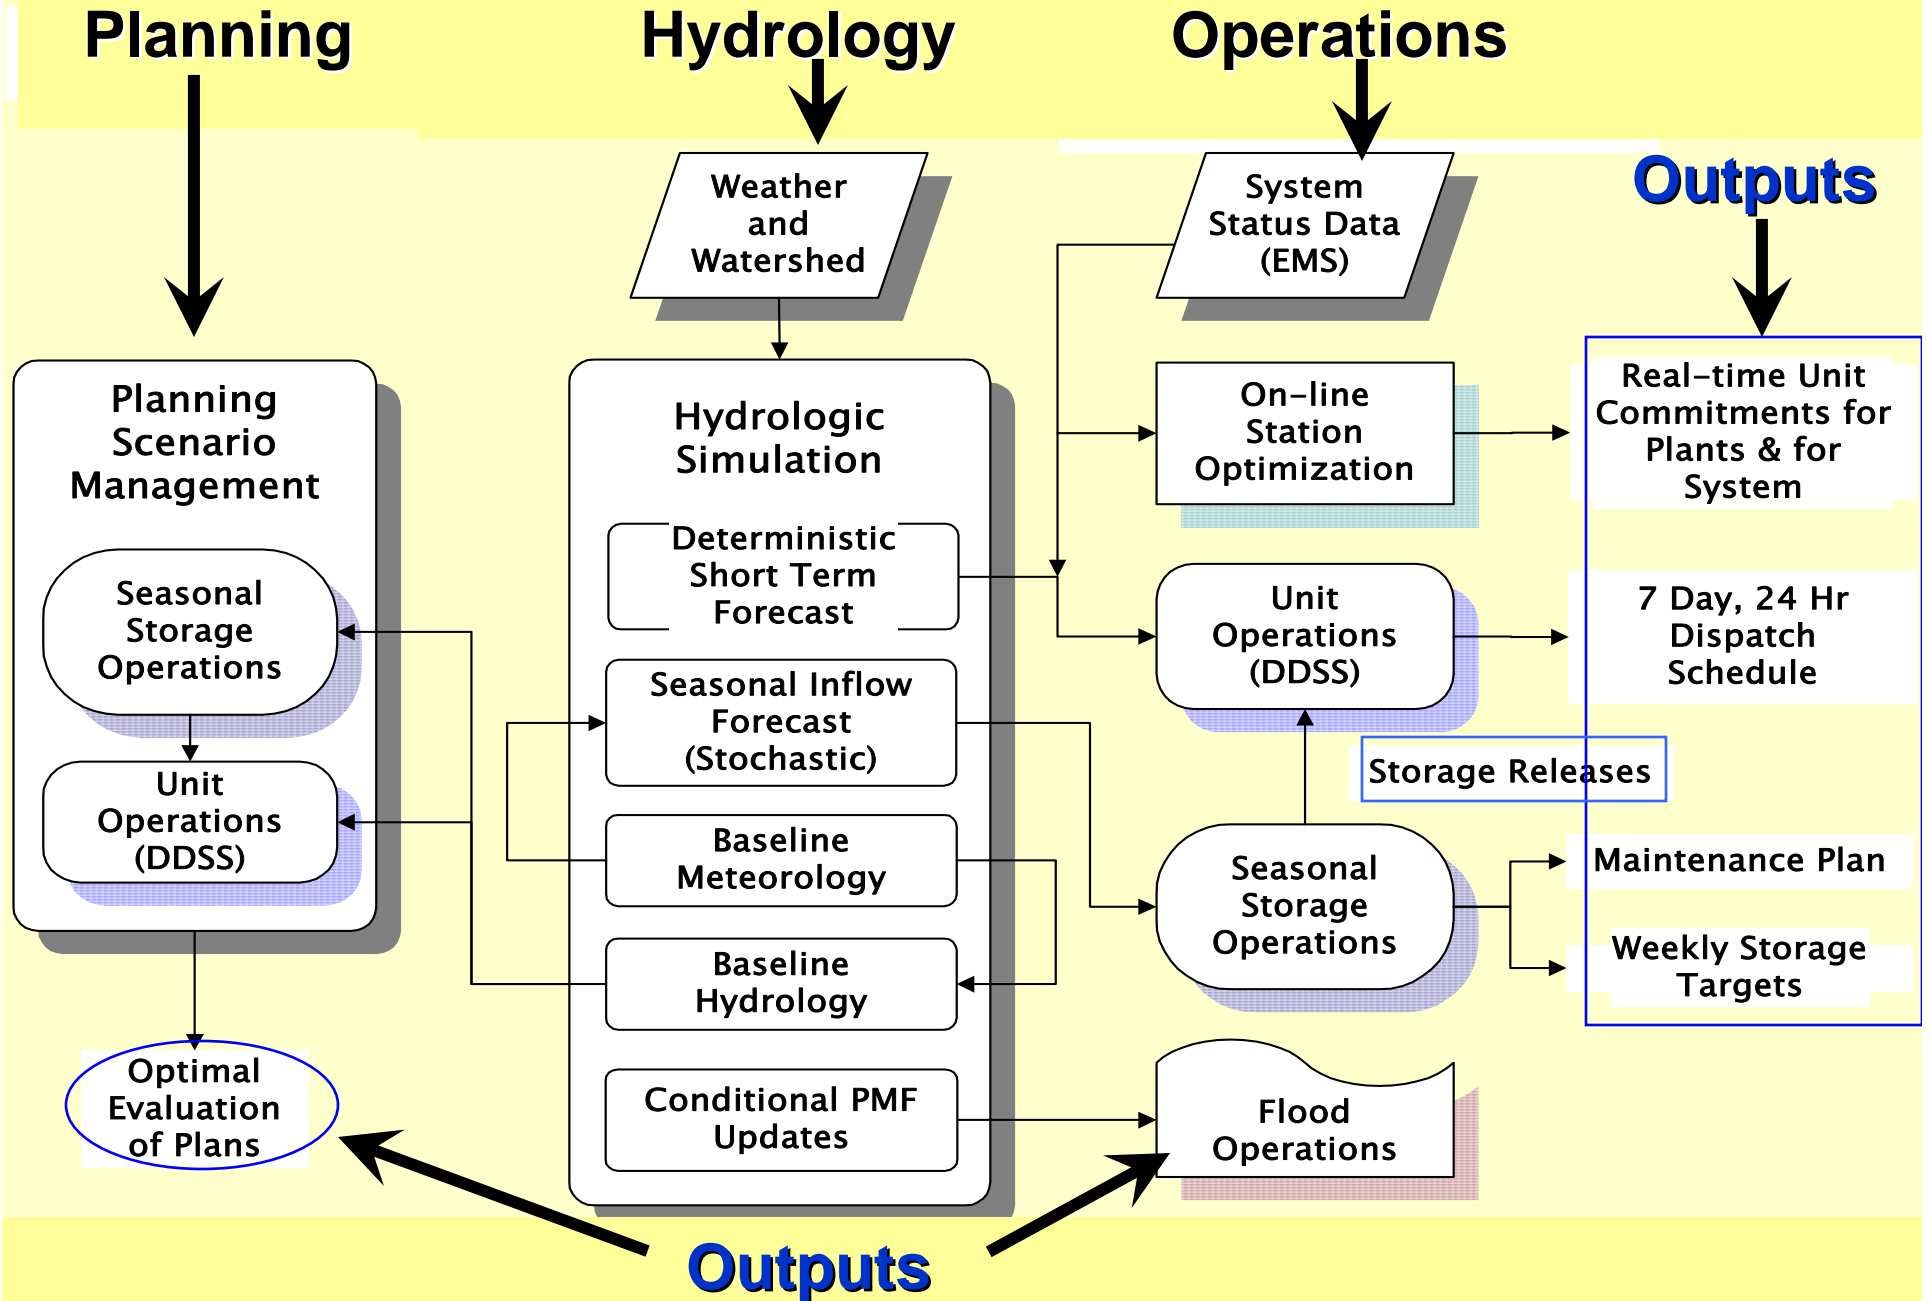 Planning
Hydrology
Operations
Outputs
Weather
and
Watershed
System
Status Data
(EMS)
Planning
Scenario
Management
Seasonal
Storage
Operations
Unit
Operations
(DDSS)
Optimal
Evaluation
of Plans
Hydrologic
Simulation
Deterministic
Short Term
Forecast
Seasonal Inflow
Forecast
(Stochastic)
Baseline
Meteorology
Baseline
Hydrology
Conditional PMF
Updates
On-line
Station
Optimization
Unit
Operations
(DDSS)
Storage Releases
Seasonal
Storage
Operations
Flood
Operations
Real-time Unit
Commitments for
Plants & for
System
7 Day, 24 Hr
Dispatch
Schedule
Maintenance Plan
Weekly Storage
Targets
Outputs